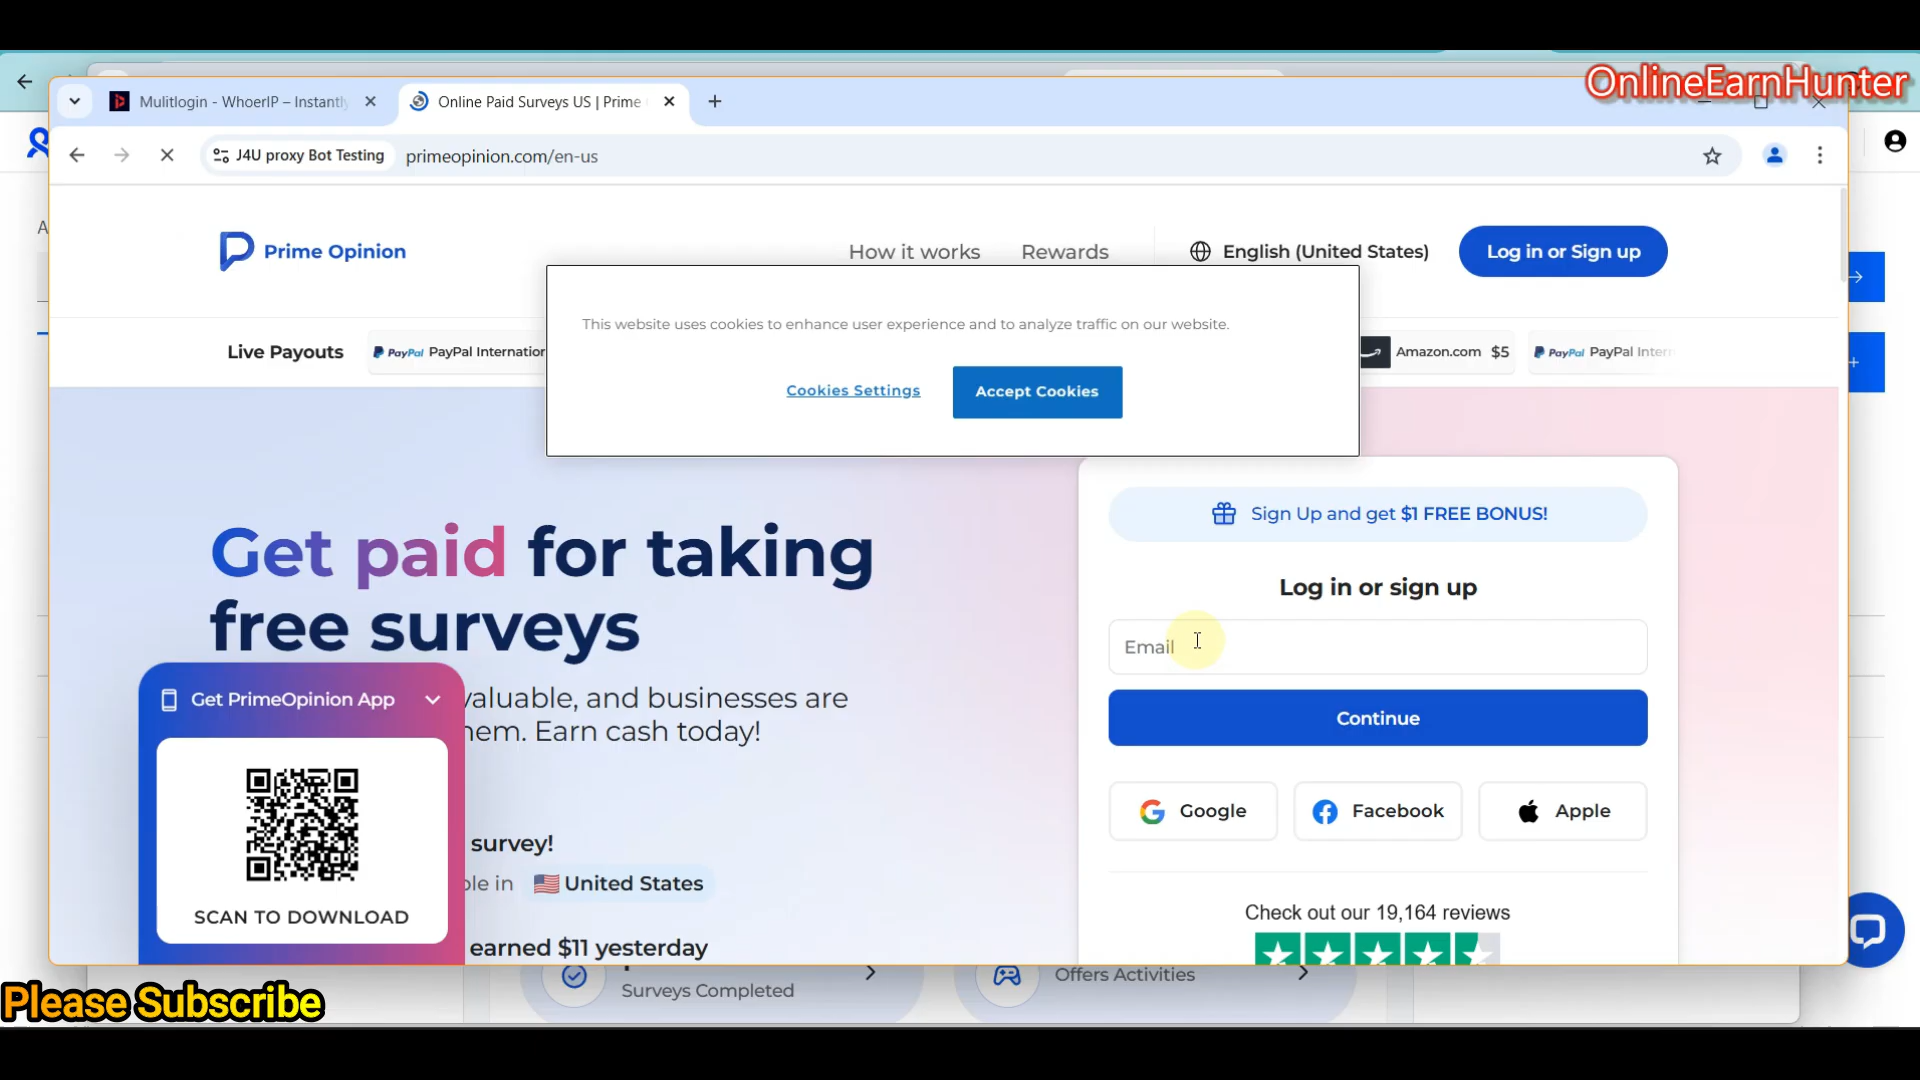 OnlineEarnHunter
Mulitlogin - WhoerIP – Instantly
Online Paid Surveys US | Prime
J4U proxy Bot Testing
primeopinion.com/en-us
Prime Opinion
How it works
Rewards
English (United States)
Log in or Sign up
Live Payouts
PayPal PayPal Internation
Amazon.com $5
PayPal PayPal Intern
This website uses cookies to enhance user experience and to analyze traffic on our website.
Cookies Settings
Accept Cookies
Get paid for taking
free surveys
valuable, and businesses are
hem. Earn cash today!
Sign Up and get $1 FREE BONUS!
Log in or sign up
Email
Continue
Google
Facebook
Apple
Check out our 19,164 reviews
Get PrimeOpinion App
SCAN TO DOWNLOAD
survey!
ble in United States
earned $11 yesterday
Surveys Completed
Offers Activities
Please Subscribe